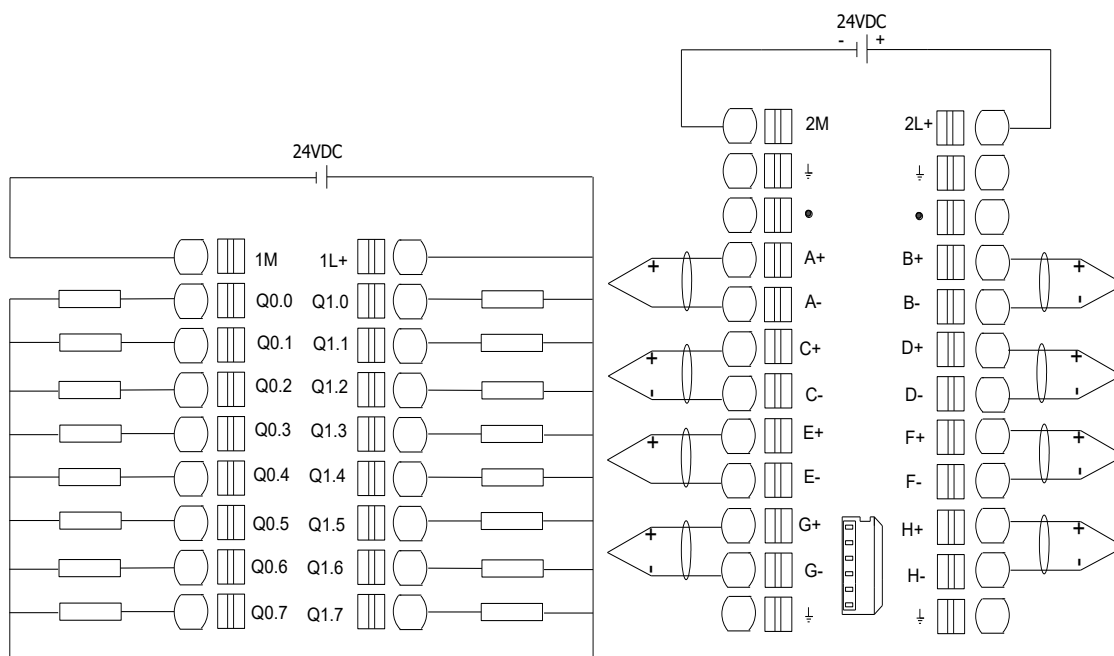 24VDC
1M 1L+
Q0.0 Q1.0
Q0.1 Q1.1
Q0.2 Q1.2
Q0.3 Q1.3
Q0.4 Q1.4
Q0.5 Q1.5
Q0.6 Q1.6
Q0.7 Q1.7
24VDC
- +
2M 2L+
A+ B+
+ +
-
A- B-
C+ D+
+ +
- -
C- D-
E+ F+
+ +
-
E- F-
G+ H+
+ +
- -
G- H-